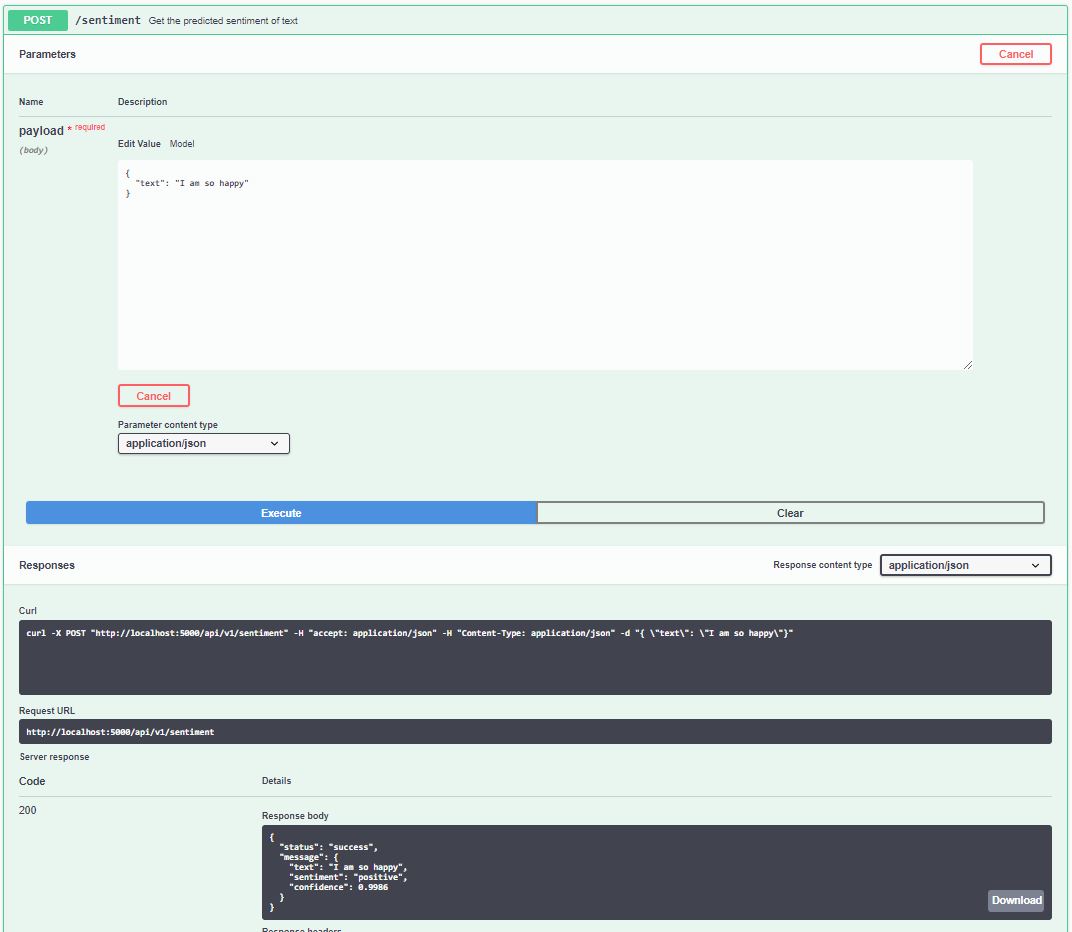 POST /sentiment Get the predicted sentiment of text
Parameters
Cancel
Name Description
payload * required
(body)
Edit Value Model
{
  "text": "I am so happy"
}
Cancel
Parameter content type
application/json
Execute Clear
Responses
Response content type application/json
Curl
curl -X POST "http://localhost:5000/api/v1/sentiment" -H "accept: application/json" -H "Content-Type: application/json" -d "{ \"text\": \"I am so happy\"}"
Request URL
http://localhost:5000/api/v1/sentiment
Server response
Code Details
200
Response body
{
  "status": "success",
  "message": {
    "text": "I am so happy",
    "sentiment": "positive",
    "confidence": 0.9986
  }
}
Download
Response headers